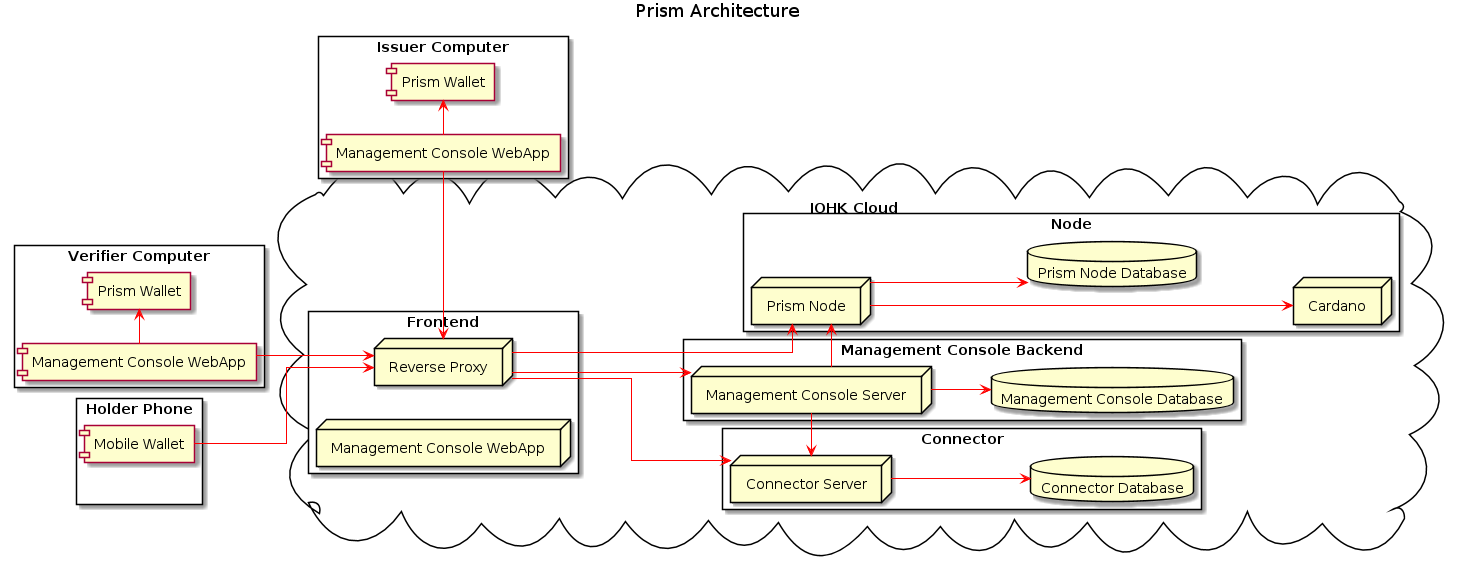 Prism Architecture
Issuer Computer
Prism Wallet
Management Console WebApp
IOHK Cloud
Node
Prism Node Database
Prism Node
Cardano
Verifier Computer
Prism Wallet
Management Console WebApp
Frontend
Reverse Proxy
Management Console WebApp
Management Console Backend
Management Console Server
Management Console Database
Holder Phone
Mobile Wallet
Connector
Connector Server
Connector Database